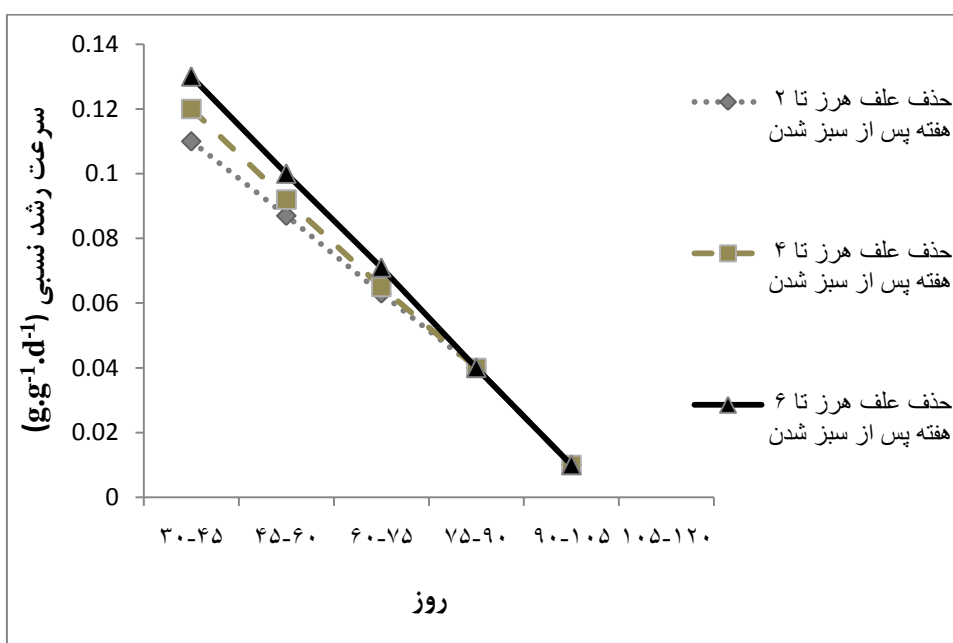 سرعت رشد نسبی (g.g-1.d-1)
0.14
0.12
0.1
0.08
0.06
0.04
0.02
0
۳۰-۴۵ ۴۵-۶۰ ۶۰-۷۵ ۷۵-۹۰ ۹۰-۱۰۵ ۱۰۵-۱۲۰
روز
حذف علف هرز تا ۲
هفته پس از سبز شدن
حذف علف هرز تا ۴
هفته پس از سبز شدن
حذف علف هرز تا ۶
هفته پس از سبز شدن